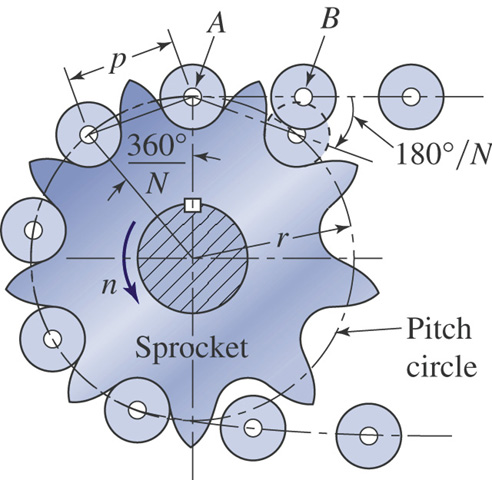 A
B
p
360°
N
180°/N
r
n
Sprocket
Pitch
circle